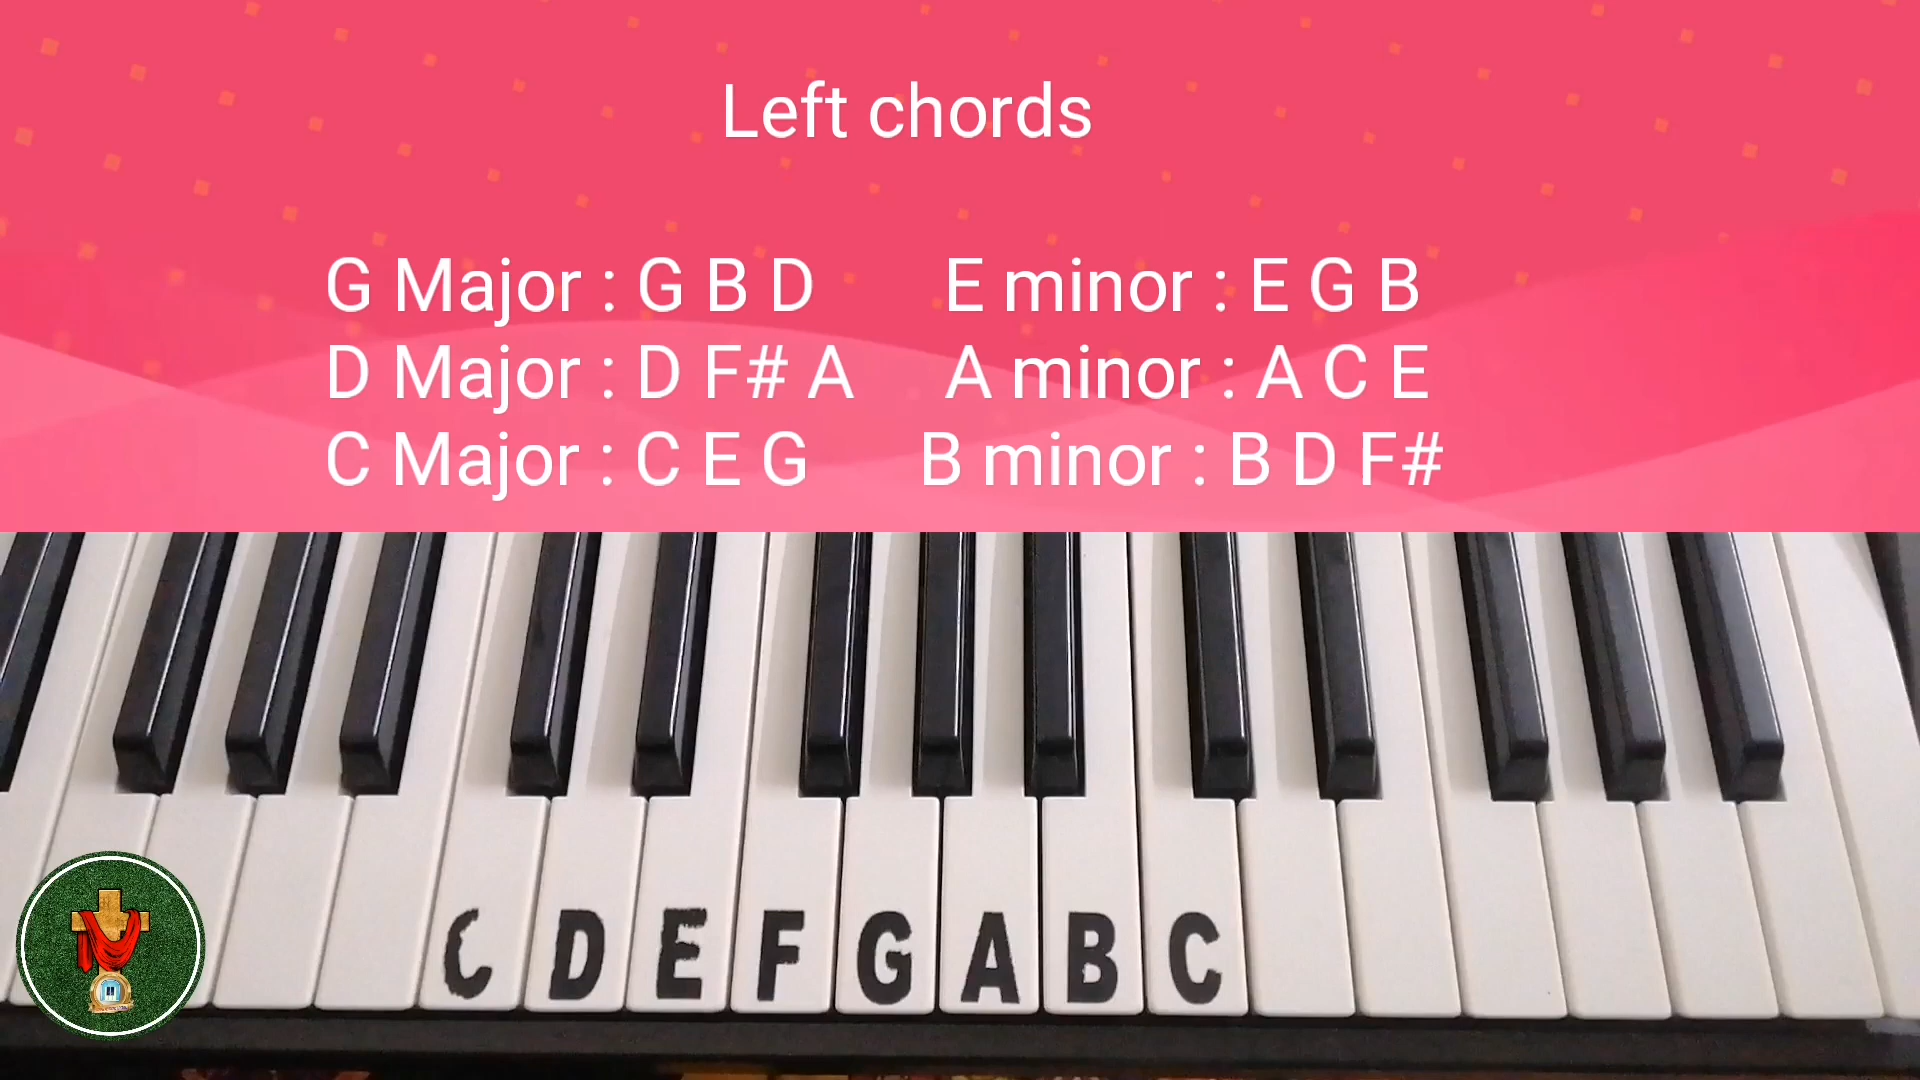 Left chords
G Major : G B D E minor : E G B
D Major : D F# A A minor : A C E
C Major : C E G B minor : B D F#
C D E F G A B C